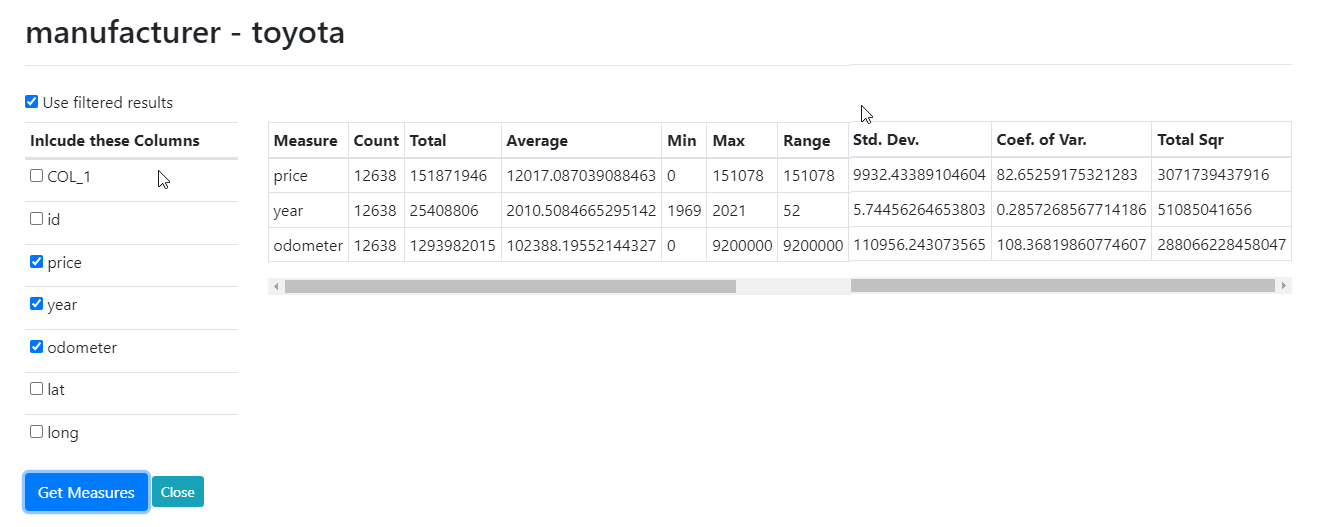 manufacturer - toyota
Use filtered results
Inlcude these Columns
COL_1
id
price
year
odometer
lat
long
Get Measures Close
Measure Count Total Average Min Max Range Std. Dev. Coef. of Var. Total Sqr
price 12638 151871946 12017.087039088463 0 151078 151078 9932.43389104604 82.65259175321283 3071739437916
year 12638 25408806 2010.5084665295142 1969 2021 52 5.74456264653803 0.2857268567714186 51085041656
odometer 12638 1293982015 102388.19552144327 0 9200000 9200000 110956.243073565 108.36819860774607 288066228458047